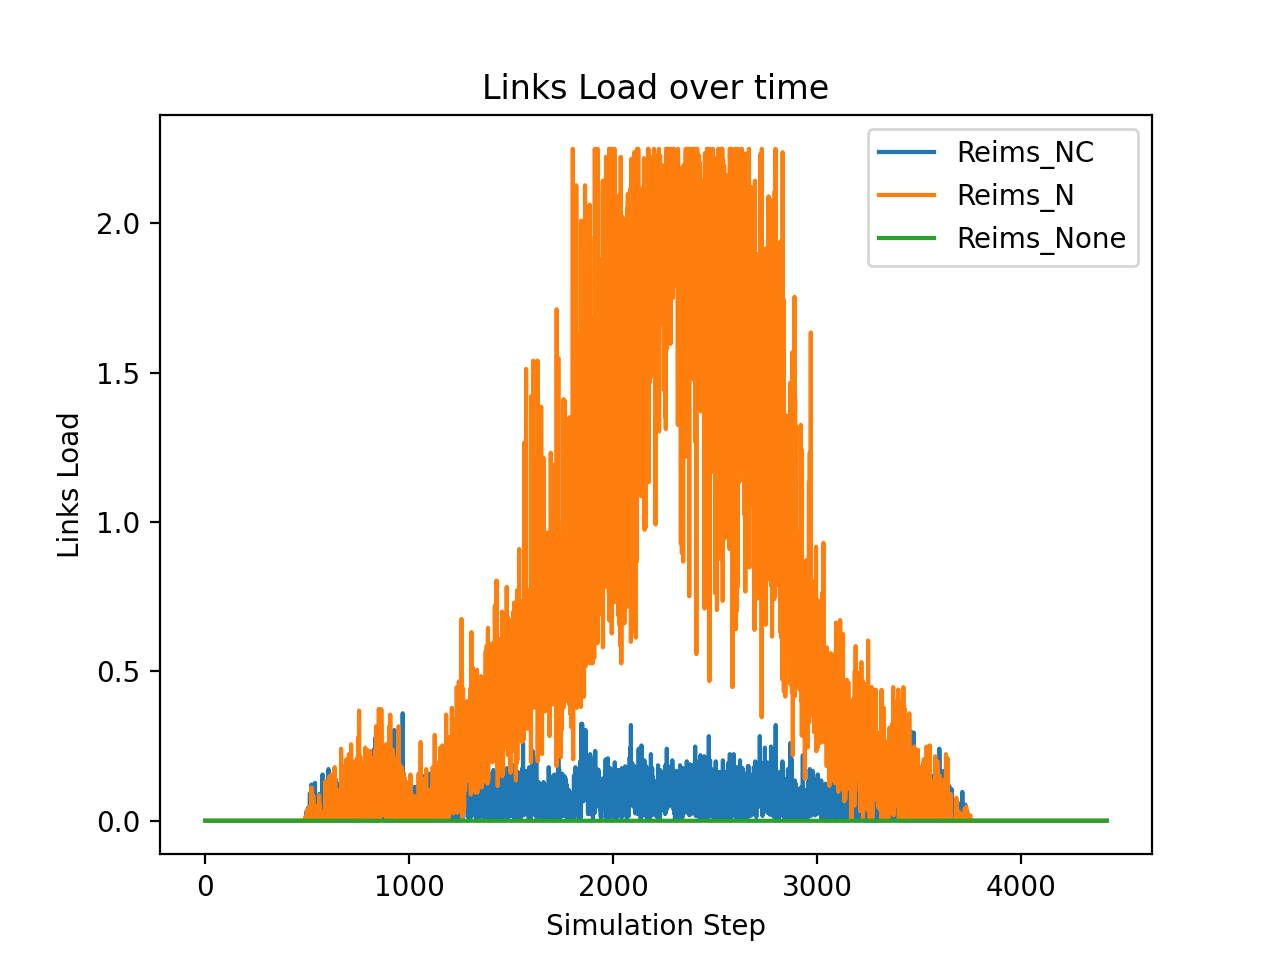 Links Load over time
Reims_NC
Reims_N
Reims_None
Links Load
2.0
1.5
1.0
0.5
0.0
0 1000 2000 3000 4000
Simulation Step